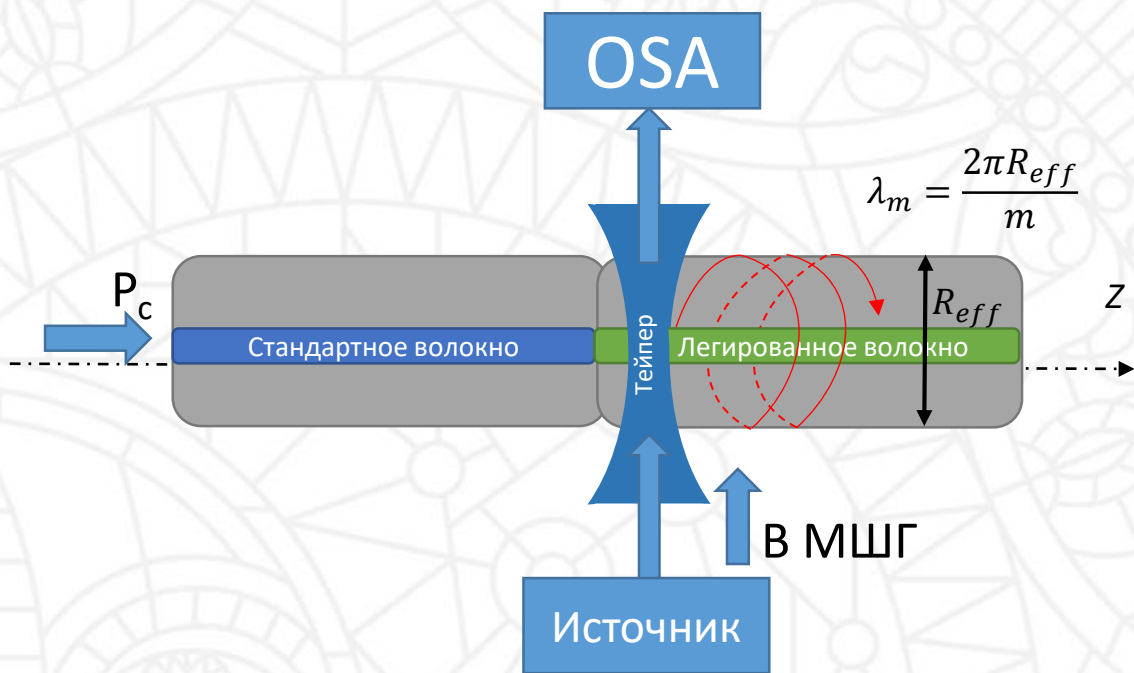 OSA
λ_m = 2πR_eff / m
P_c
R_eff
Z
Стандартное волокно
Тейпер
Легированное волокно
В МШГ
Источник